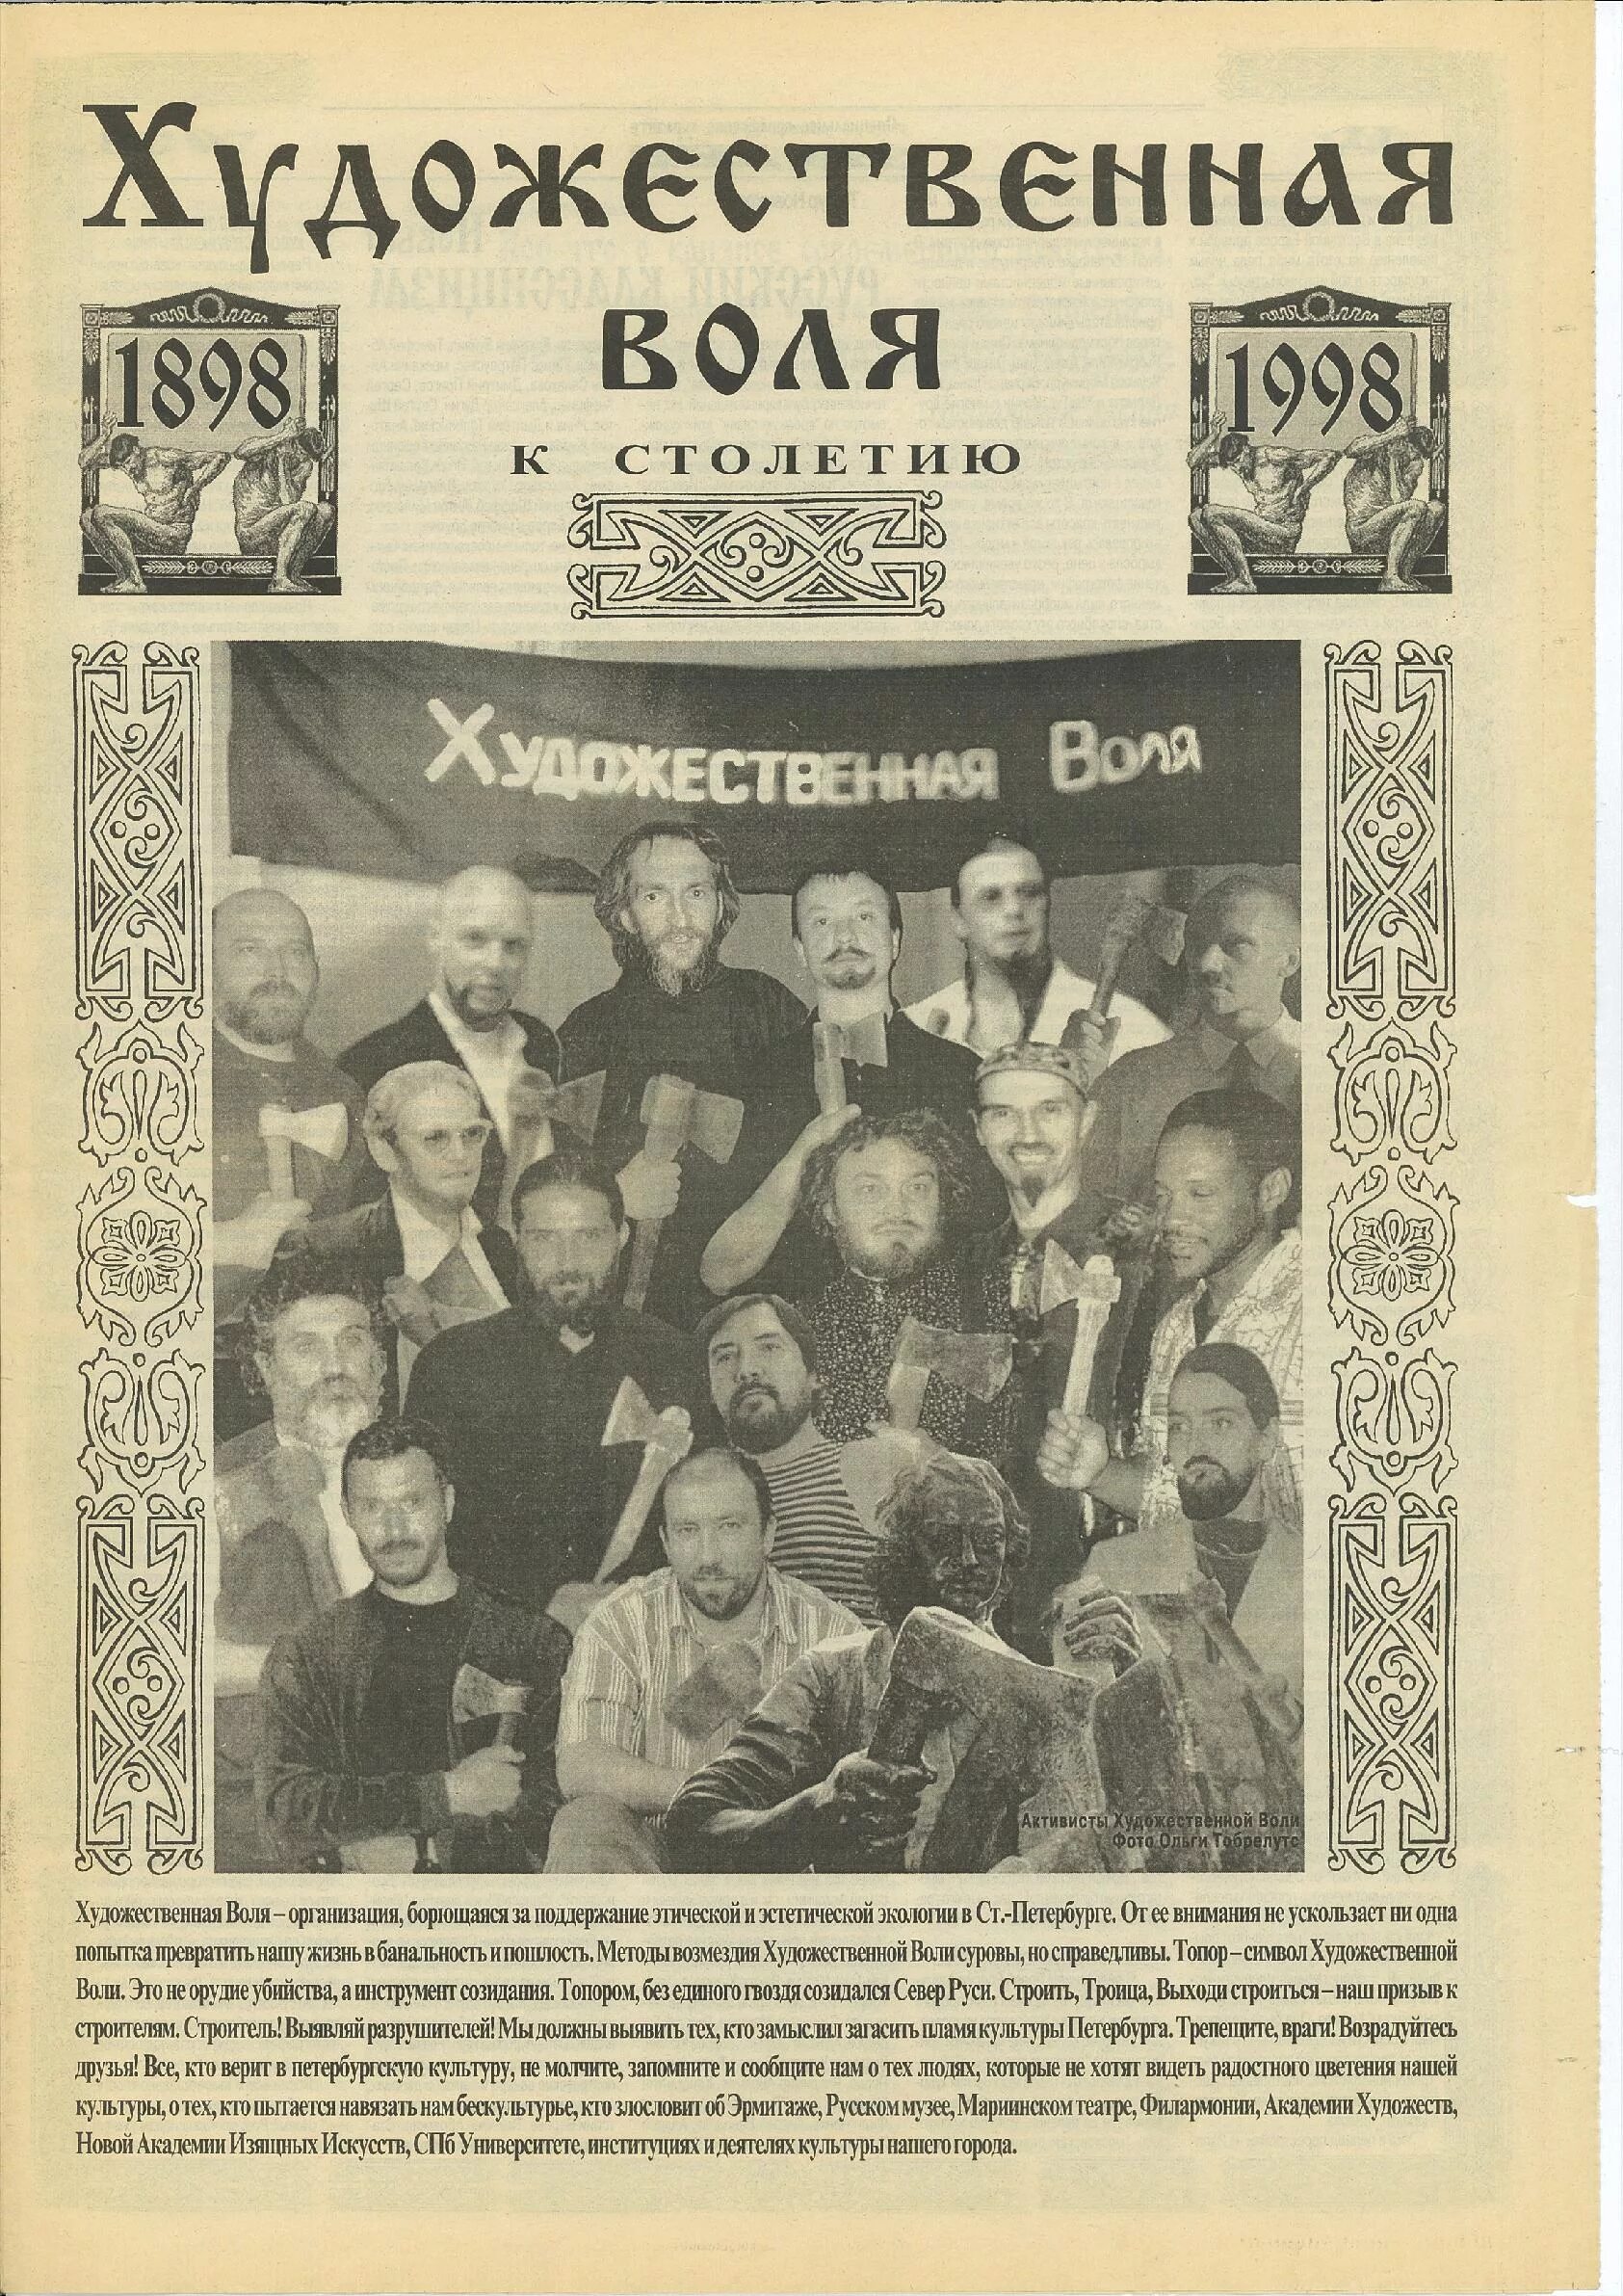 Художественная
1898
воля
1998
к столетию
Художественная Воля
Активисты Художественной Воли
Фото Ольги Тобрелутс
Художественная Воля – организация, борющаяся за поддержание этической и эстетической экологии в Ст.-Петербурге. От ее внимания не ускользает ни одна
попытка превратить нашу жизнь в банальность и пошлость. Методы возмездия Художественной Воли суровы, но справедливы. Топор – символ Художественной
Воли. Это не орудие убийства, а инструмент созидания. Топором, без единого гвоздя созидался Север Руси. Строить, Троица, Выходи строиться – наш призыв к
строителям. Строитель! Выявляй разрушителей! Мы должны выявить тех, кто замыслил загасить пламя культуры Петербурга. Трепещите, враги! Возрадуйтесь
друзья! Все, кто верит в петербургскую культуру, не молчите, запомните и сообщите нам о тех людях, которые не хотят видеть радостного цветения нашей
культуры, о тех, кто пытается навязать нам бескультурье, кто злословит об Эрмитаже, Русском музее, Мариинском театре, Филармонии, Академии Художеств,
Новой Академии Изящных Искусств, СПб Университете, институциях и деятелях культуры нашего города.